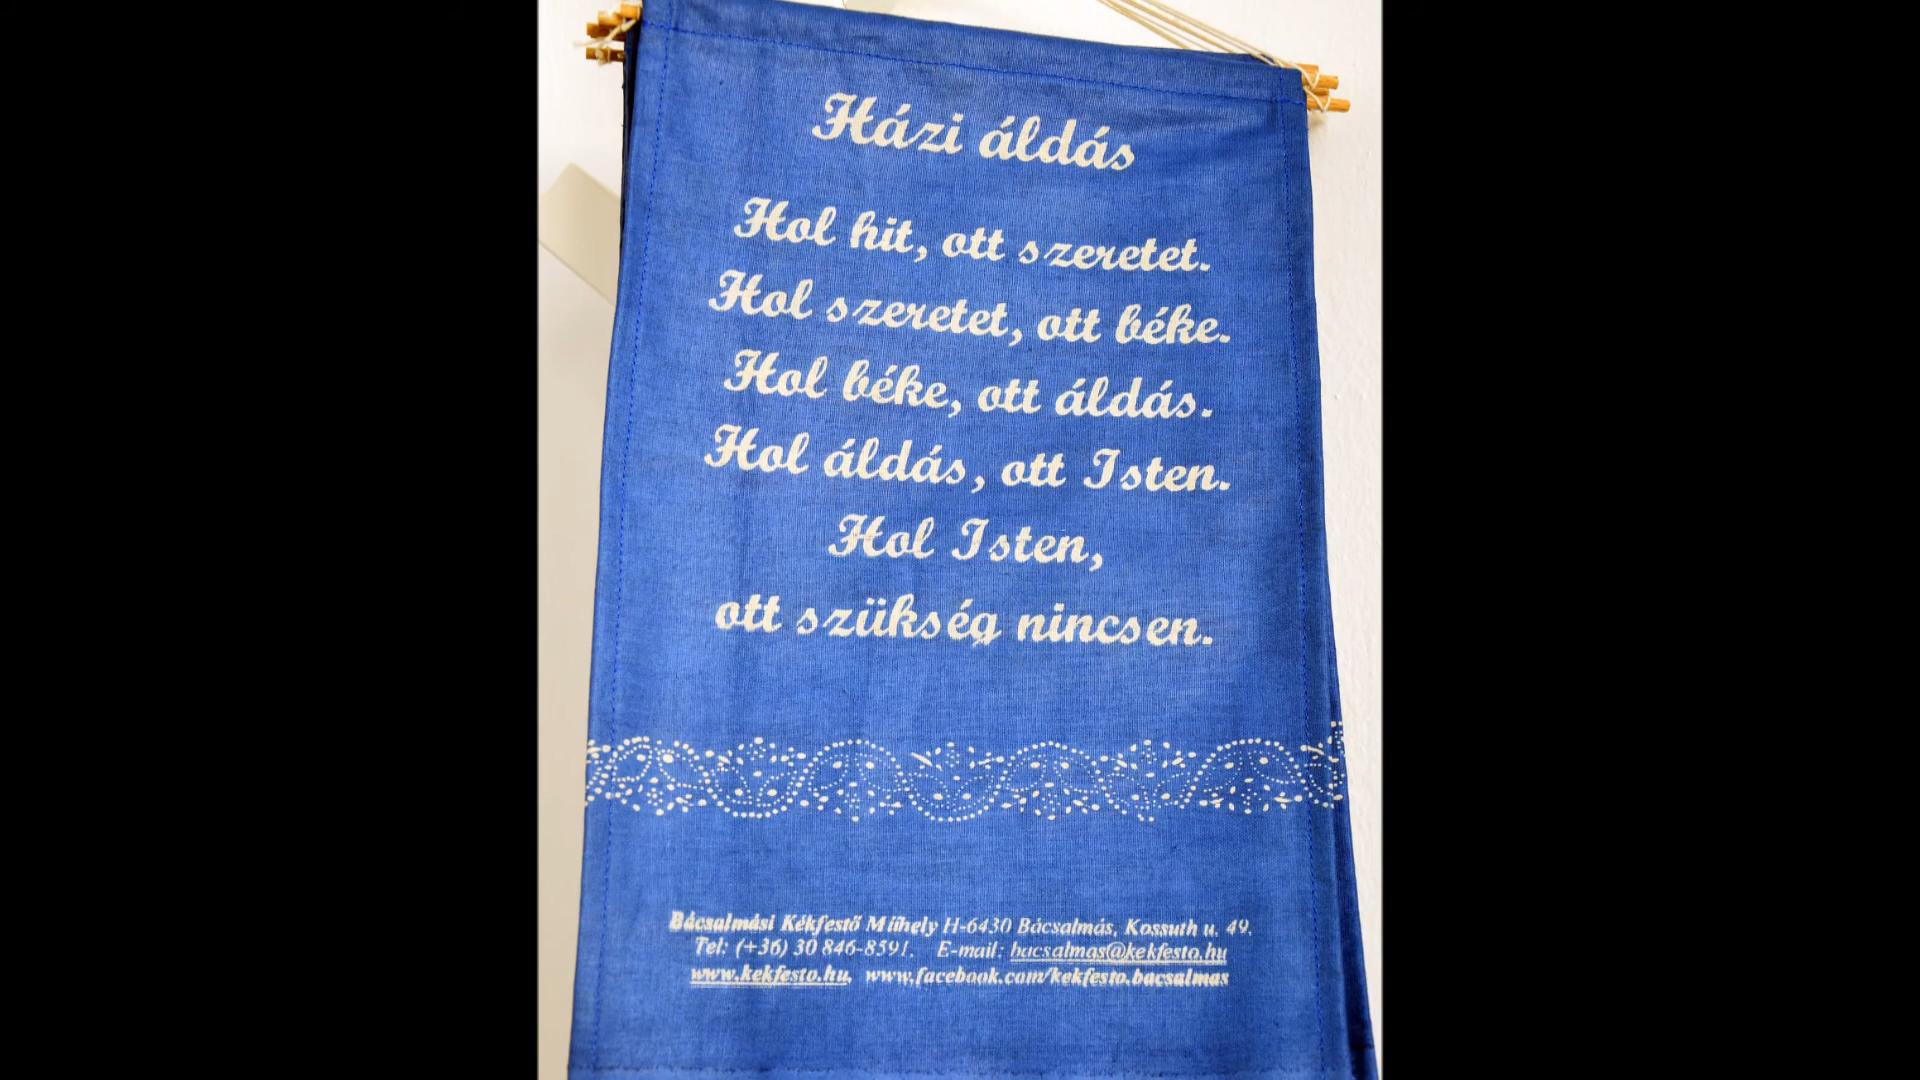 Házi áldás
Hol hit, ott szeretet.
Hol szeretet, ott béke.
Hol béke, ott áldás.
Hol áldás, ott Isten.
Hol Isten,
ott szükség nincsen.
Bácsalmási Kékfestő Műhely H-6430 Bácsalmás, Kossuth u. 49.
Tel: (+36) 30 846-8591. E-mail: bacsalmas@kekfesto.hu
www.kekfesto.hu, www.facebook.com/kekfesto.bacsalmas